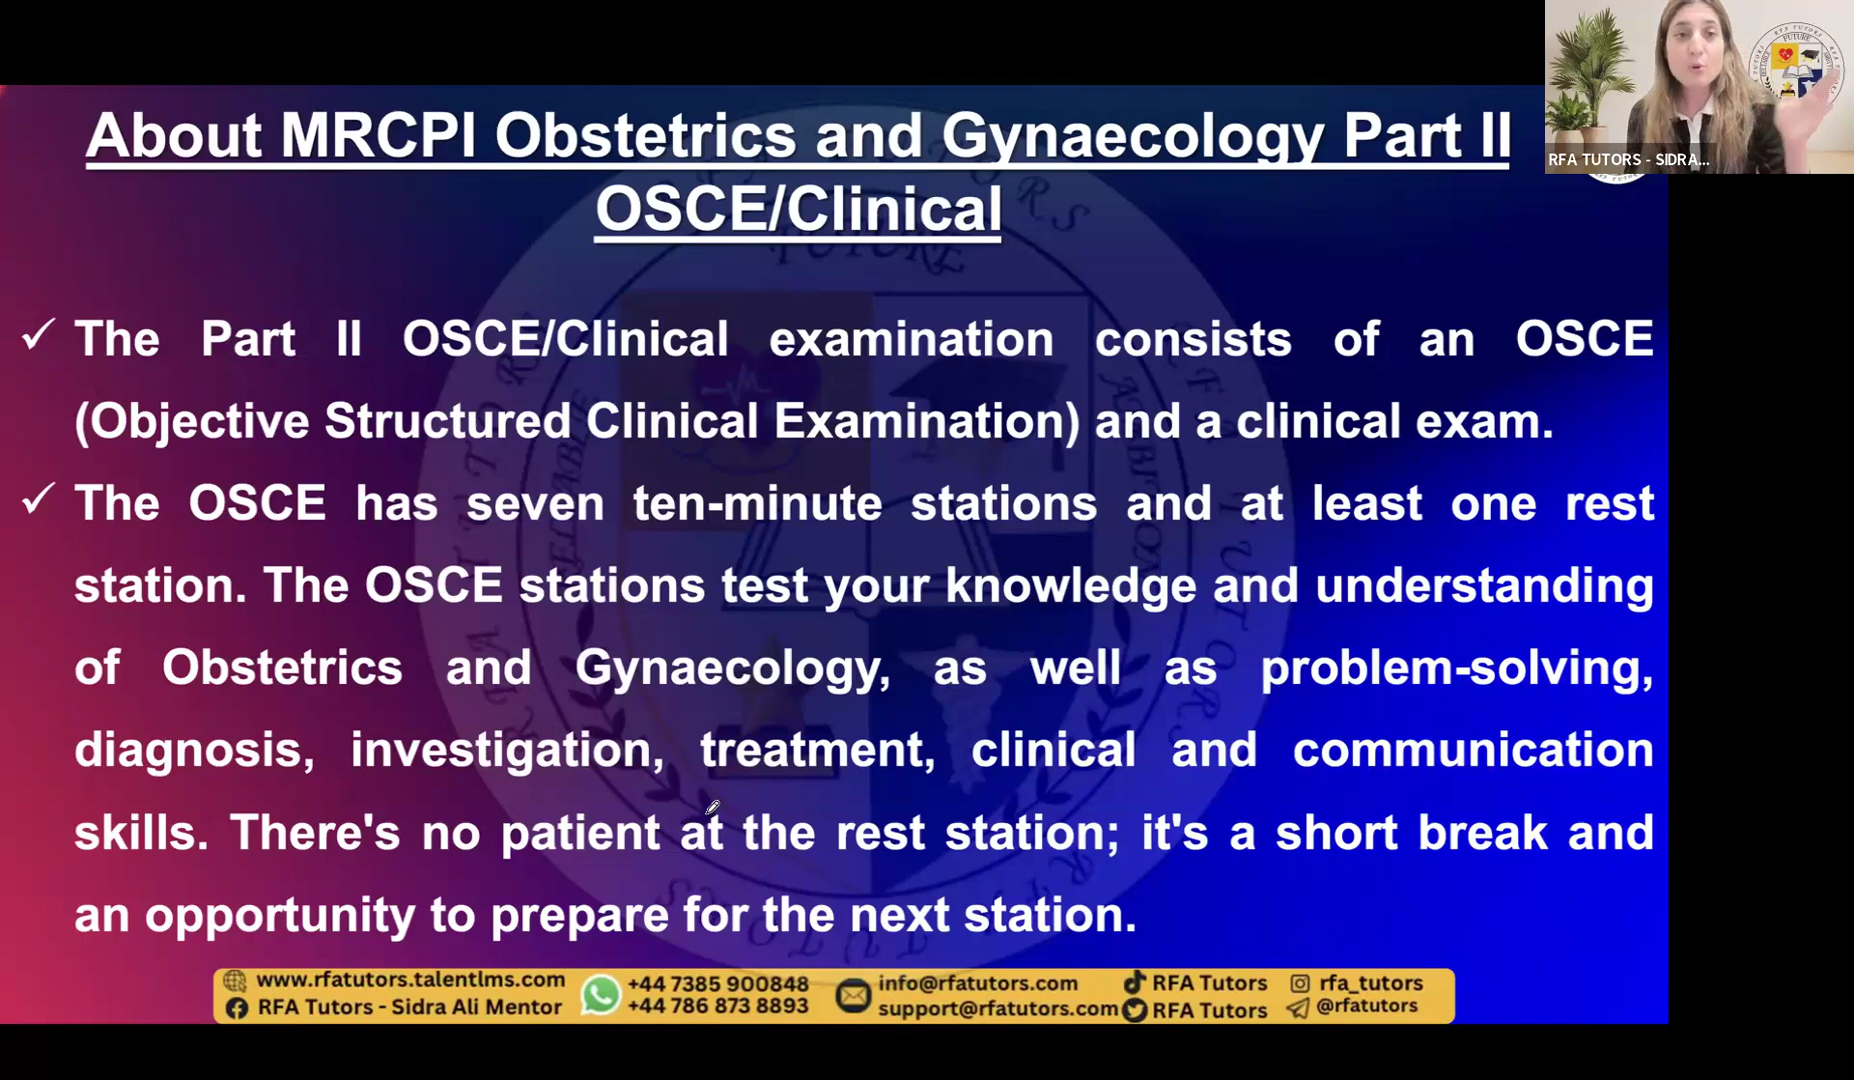 About MRCPI Obstetrics and Gynaecology Part II
OSCE/Clinical
RFA TUTORS - SIDRA...
FUTURE
✓ The Part II OSCE/Clinical examination consists of an OSCE
(Objective Structured Clinical Examination) and a clinical exam.
✓ The OSCE has seven ten-minute stations and at least one rest
station. The OSCE stations test your knowledge and understanding
of Obstetrics and Gynaecology, as well as problem-solving,
diagnosis, investigation, treatment, clinical and communication
skills. There's no patient at the rest station; it's a short break and
an opportunity to prepare for the next station.
www.rfatutors.talentlms.com
RFA Tutors - Sidra Ali Mentor
+44 7385 900848
+44 786 873 8893
info@rfatutors.com
support@rfatutors.com
RFA Tutors
RFA Tutors
rfa_tutors
@rfatutors